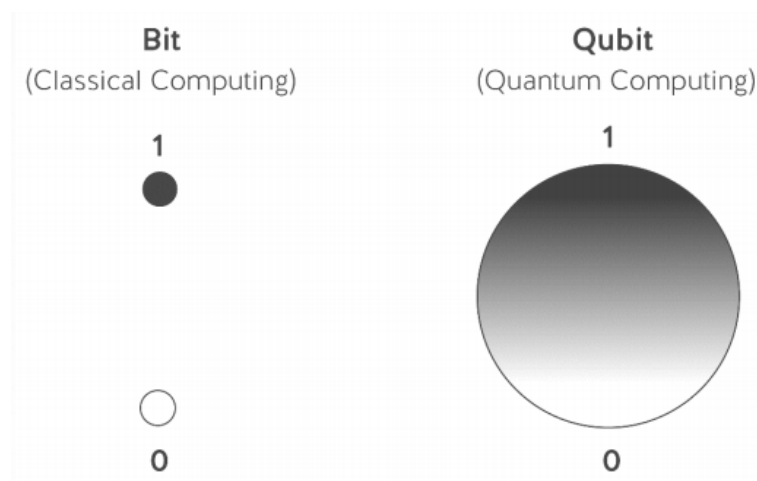 Bit
(Classical Computing)
1
0
Qubit
(Quantum Computing)
1
0